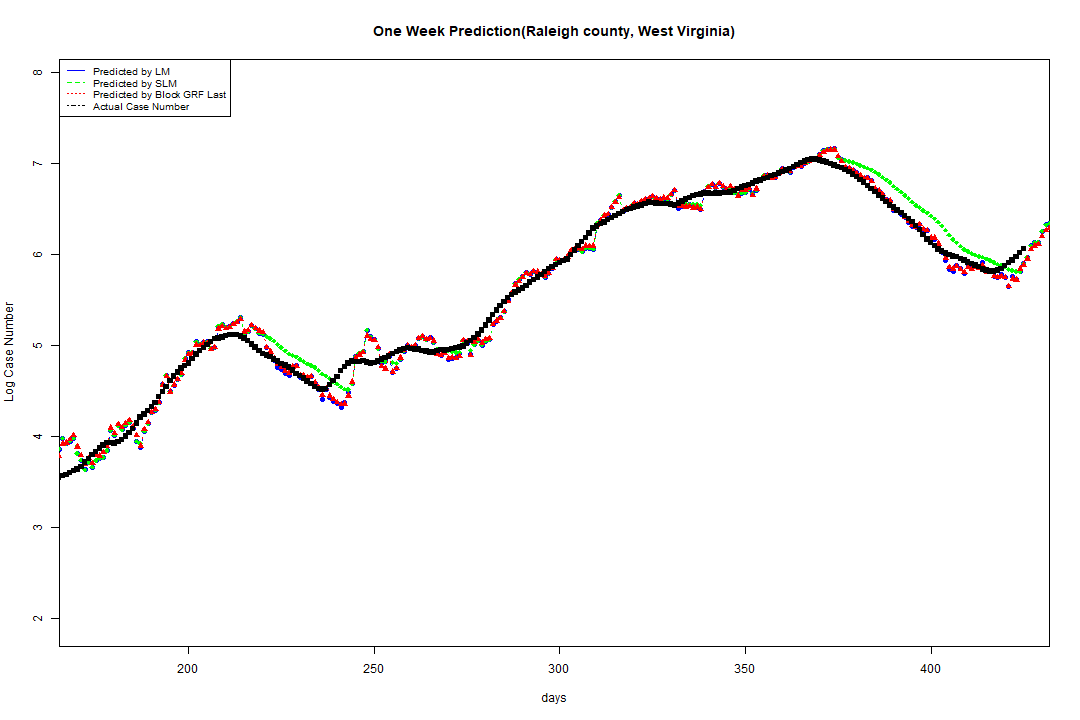 One Week Prediction(Raleigh county, West Virginia)
Predicted by LM
Predicted by SLM
Predicted by Block GRF Last
Actual Case Number
8
7
6
5
4
3
2
Log Case Number
200 250 300 350 400
days